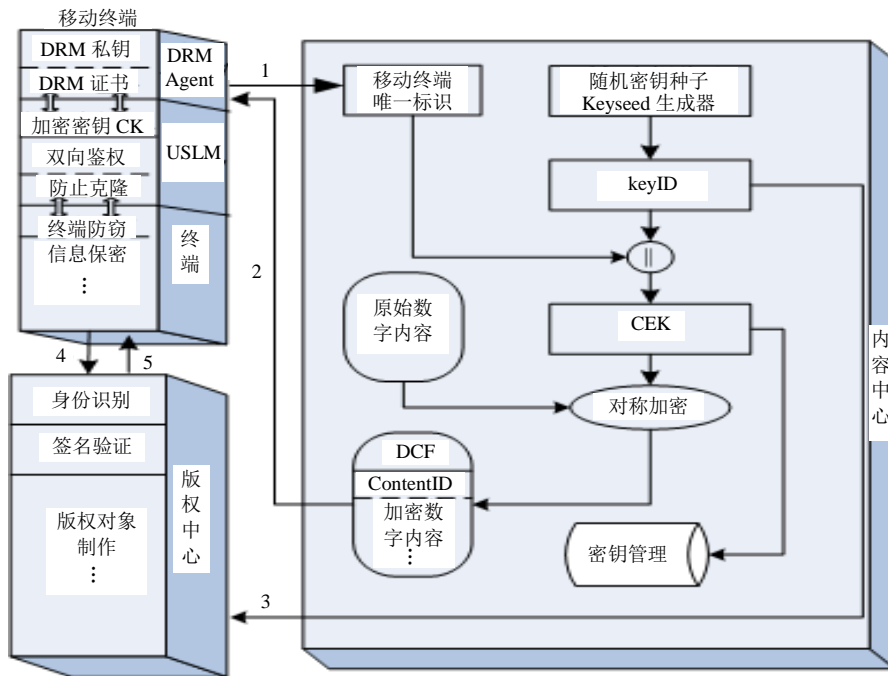 移动终端
DRM 私钥
DRM 证书
加密密钥 CK
双向鉴权
防止克隆
终端防窃
信息保密
⋮
DRM
Agent
USLM
终
端
1
2
4
5
身份识别
签名验证
版权对象
制作
⋮
版
权
中
心
移动终端
唯一标识
随机密钥种子
Keyseed 生成器
keyID
||
原始数
字内容
CEK
对称加密
DCF
ContentID
加密数
字内容
⋮
密钥管理
3
内
容
中
心